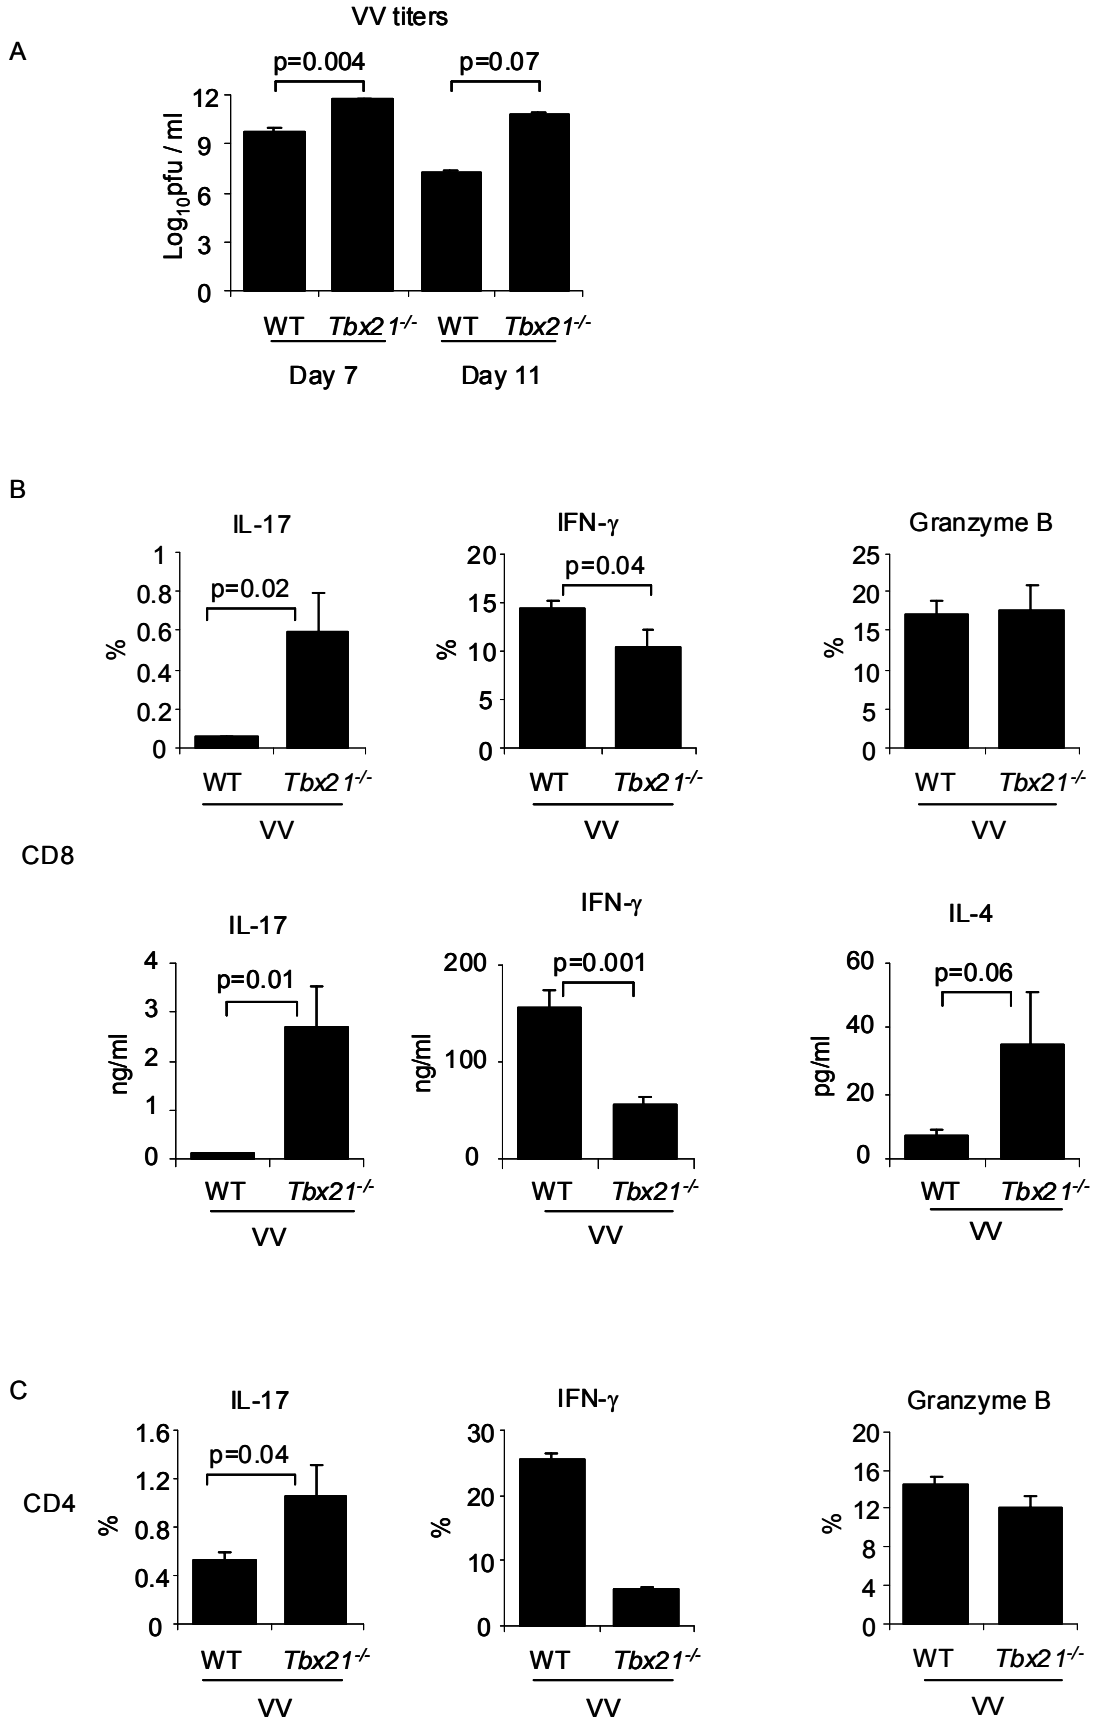 VV titers
A
p=0.004 p=0.07
12
9
6
3
0
Log10pfu / ml
WT Tbx21-/- WT Tbx21-/-
Day 7 Day 11
B
IL-17 IFN-γ Granzyme B
1
0.8
0.6
0.4
0.2
0
%
p=0.02
WT Tbx21-/-
VV
20
15
10
5
0
%
p=0.04
WT Tbx21-/-
VV
25
20
15
10
5
0
%
WT Tbx21-/-
VV
CD8
IL-17 IFN-γ IL-4
4
3
2
1
0
ng/ml
p=0.01
WT Tbx21-/-
VV
200
100
0
ng/ml
p=0.001
WT Tbx21-/-
VV
60
40
20
0
pg/ml
p=0.06
WT Tbx21-/-
VV
C
CD4
IL-17 IFN-γ Granzyme B
1.6
1.2
0.8
0.4
0
%
p=0.04
WT Tbx21-/-
VV
30
20
10
0
%
WT Tbx21-/-
VV
20
16
12
8
4
0
%
WT Tbx21-/-
VV